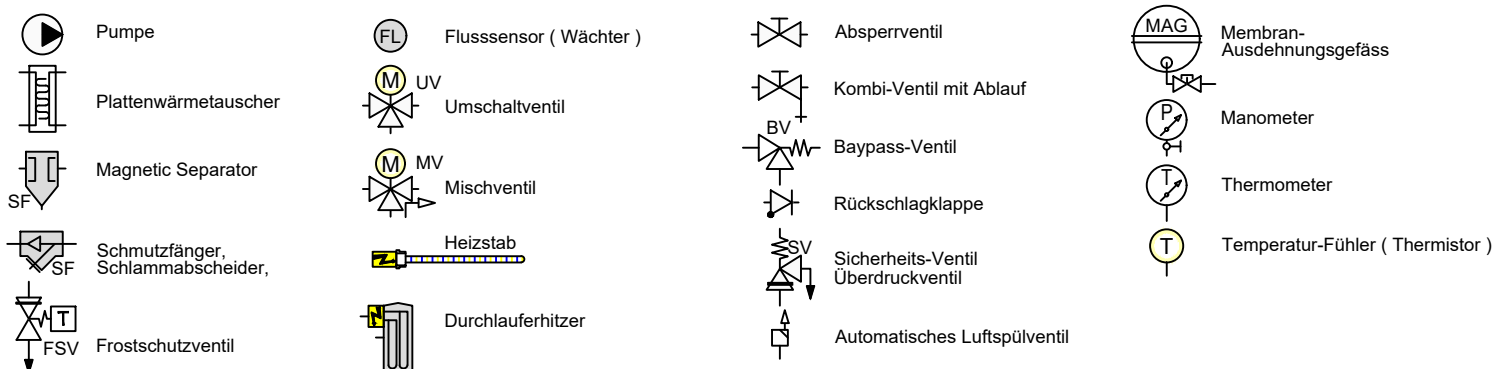 Pumpe
Plattenwärmetauscher
Magnetic Separator
SF
Schmutzfänger,
Schlammabscheider,
SF
T
FSV
Frostschutzventil
FL
Flusssensor ( Wächter )
M
UV
Umschaltventil
M
MV
Mischventil
Heizstab
Durchlauferhitzer
Absperrventil
Kombi-Ventil mit Ablauf
BV
Baypass-Ventil
Rückschlagklappe
SV
Sicherheits-Ventil
Überdruckventil
Automatisches Luftspülventil
MAG
Membran-
Ausdehnungsgefäss
P
Manometer
T
Thermometer
T
Temperatur-Fühler ( Thermistor )